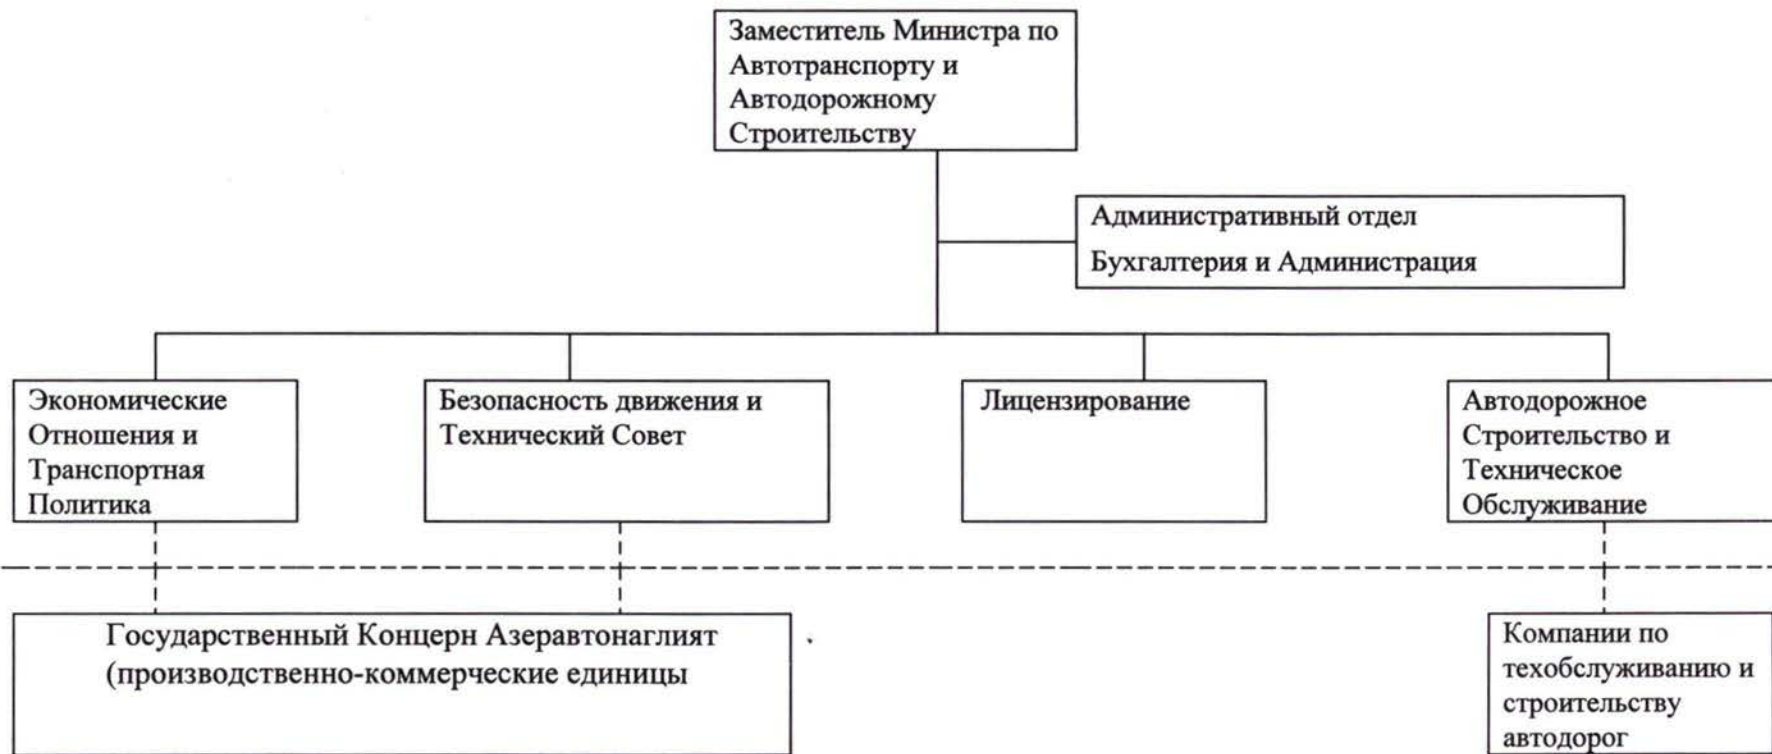 Заместитель Министра по
Автотранспорту и
Автодорожному
Строительству
Административный отдел
Бухгалтерия и Администрация
Экономические
Отношения и
Транспортная
Политика
Безопасность движения и
Технический Совет
Лицензирование
Автодорожное
Строительство и
Техническое
Обслуживание
Государственный Концерн Азеравтонаглият
(производственно-коммерческие единицы
Компании по
техобслуживанию и
строительству
автодорог